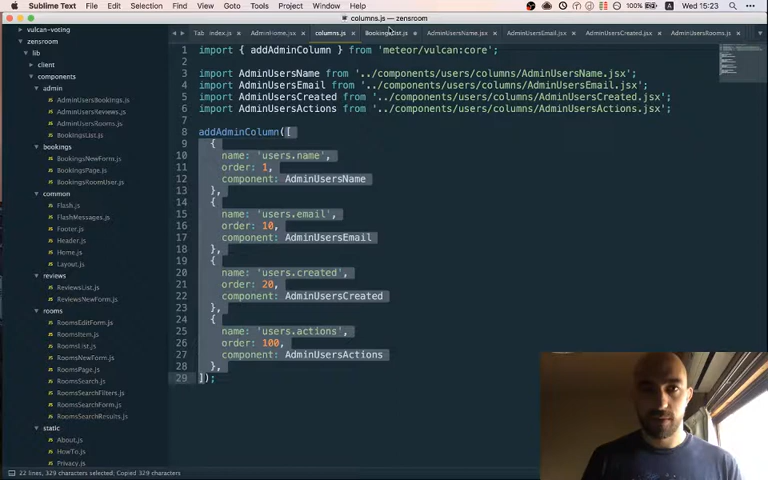 Sublime Text File Edit Selection Find View Goto Tools Project Window Help 100% Wed 15:23
columns.js — zensroom
vulcan-voting
zensroom
lib
client
components
admin
AdminUsersBookings.js
AdminUsersReviews.js
AdminUsersRooms.js
BookingsList.js
bookings
BookingsNewForm.js
BookingsPage.js
BookingsRoomUser.js
common
Flash.js
FlashMessages.js
Footer.js
Header.js
Home.js
Layout.js
reviews
ReviewsList.js
ReviewsNewForm.js
rooms
RoomsEditForm.js
RoomsItem.js
RoomsList.js
RoomsNewForm.js
RoomsPage.js
RoomsSearch.js
RoomsSearchFilters.js
RoomsSearchForm.js
RoomsSearchResults.js
static
About.js
HowTo.js
Privacy.js
Tab: index.js AdminHome.jsx columns.js BookingsList.js AdminUsersName.jsx AdminUsersEmail.jsx AdminUsersCreated.jsx AdminUsersRooms.js
1 import { addAdminColumn } from 'meteor/vulcan:core';
2
3 import AdminUsersName from '../components/users/columns/AdminUsersName.jsx';
4 import AdminUsersEmail from '../components/users/columns/AdminUsersEmail.jsx';
5 import AdminUsersCreated from '../components/users/columns/AdminUsersCreated.jsx';
6 import AdminUsersActions from '../components/users/columns/AdminUsersActions.jsx';
7
8 addAdminColumn([
9 {
10 name: 'users.name',
11 order: 1,
12 component: AdminUsersName
13 },
14 {
15 name: 'users.email',
16 order: 10,
17 component: AdminUsersEmail
18 },
19 {
20 name: 'users.created',
21 order: 20,
22 component: AdminUsersCreated
23 },
24 {
25 name: 'users.actions',
26 order: 100,
27 component: AdminUsersActions
28 },
29 ]);
22 lines, 329 characters selected; Copied 329 characters